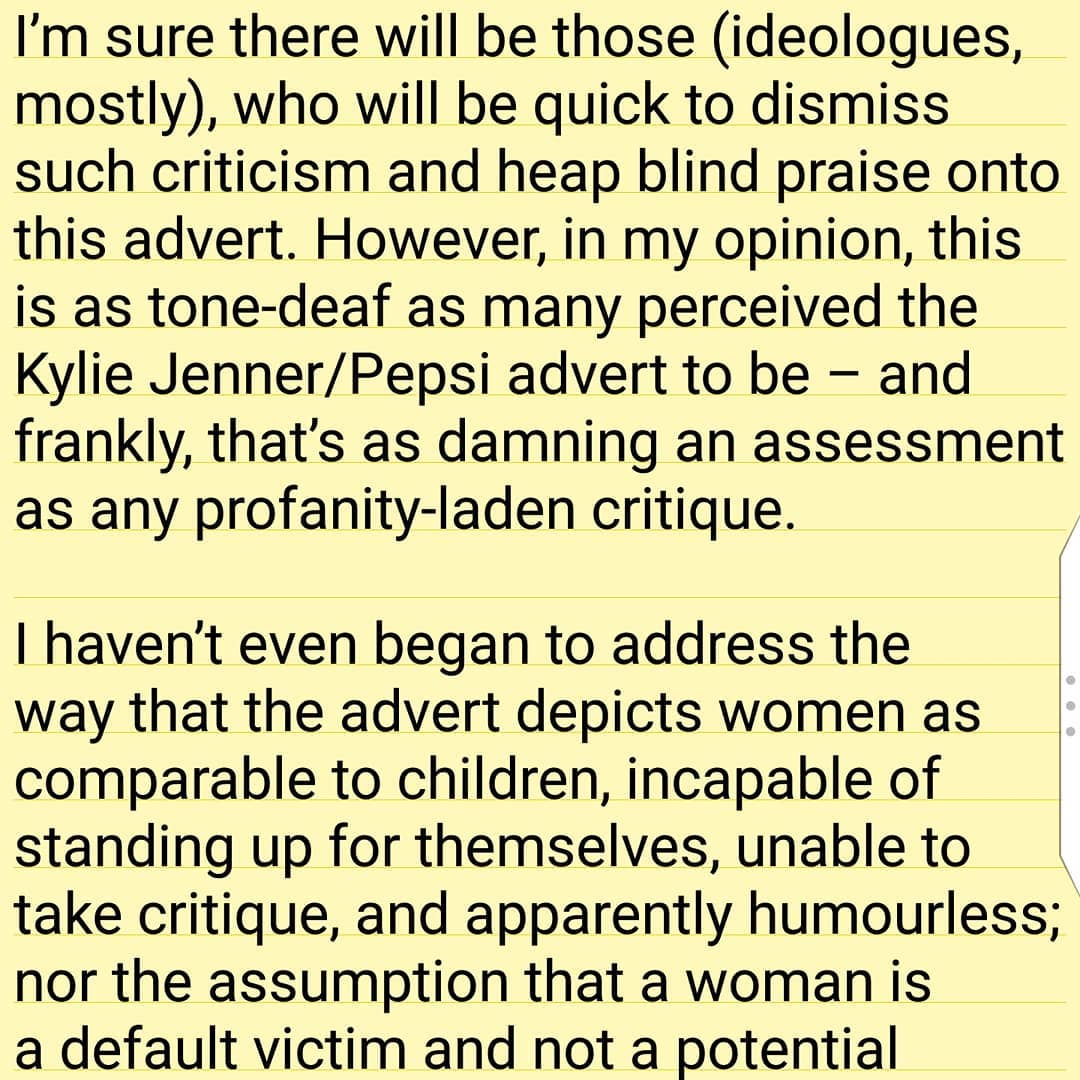 I’m sure there will be those (ideologues,
mostly), who will be quick to dismiss
such criticism and heap blind praise onto
this advert. However, in my opinion, this
is as tone-deaf as many perceived the
Kylie Jenner/Pepsi advert to be – and
frankly, that’s as damning an assessment
as any profanity-laden critique.
I haven’t even began to address the
way that the advert depicts women as
comparable to children, incapable of
standing up for themselves, unable to
take critique, and apparently humourless;
nor the assumption that a woman is
a default victim and not a potential